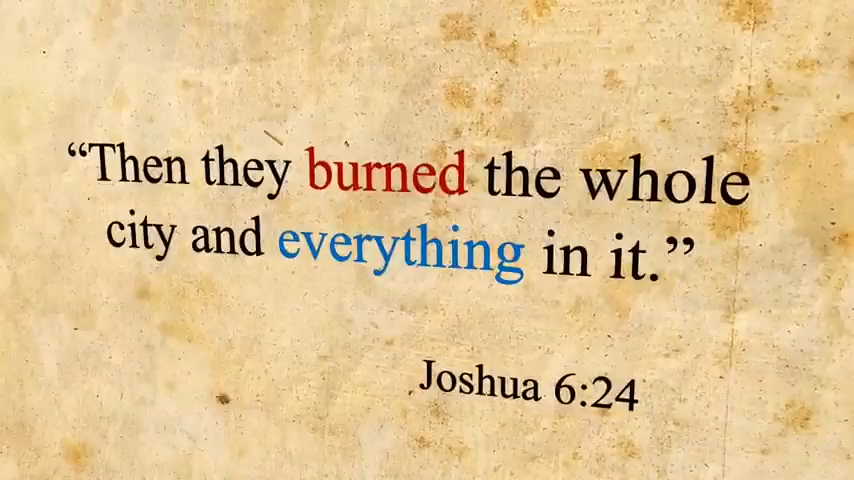 “Then they burned the whole
city and everything in it.”
Joshua 6:24